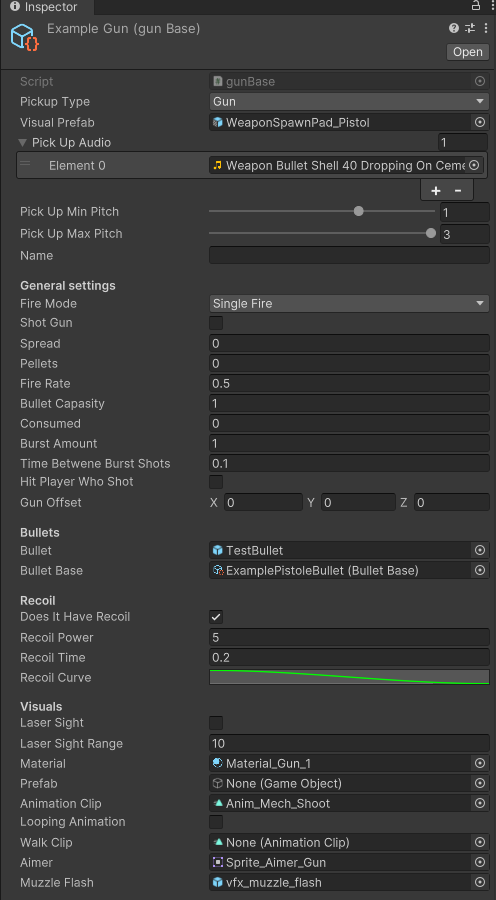 Inspector
Example Gun (gun Base)
Open
Script gunBase
Pickup Type Gun
Visual Prefab WeaponSpawnPad_Pistol
Pick Up Audio 1
Element 0 Weapon Bullet Shell 40 Dropping On Ceme
Pick Up Min Pitch 1
Pick Up Max Pitch 3
Name
General settings
Fire Mode Single Fire
Shot Gun
Spread 0
Pellets 0
Fire Rate 0.5
Bullet Capasity 1
Consumed 0
Burst Amount 1
Time Betwene Burst Shots 0.1
Hit Player Who Shot
Gun Offset X 0 Y 0 Z 0
Bullets
Bullet TestBullet
Bullet Base ExamplePistoleBullet (Bullet Base)
Recoil
Does It Have Recoil
Recoil Power 5
Recoil Time 0.2
Recoil Curve
Visuals
Laser Sight
Laser Sight Range 10
Material Material_Gun_1
Prefab None (Game Object)
Animation Clip Anim_Mech_Shoot
Looping Animation
Walk Clip None (Animation Clip)
Aimer Sprite_Aimer_Gun
Muzzle Flash vfx_muzzle_flash